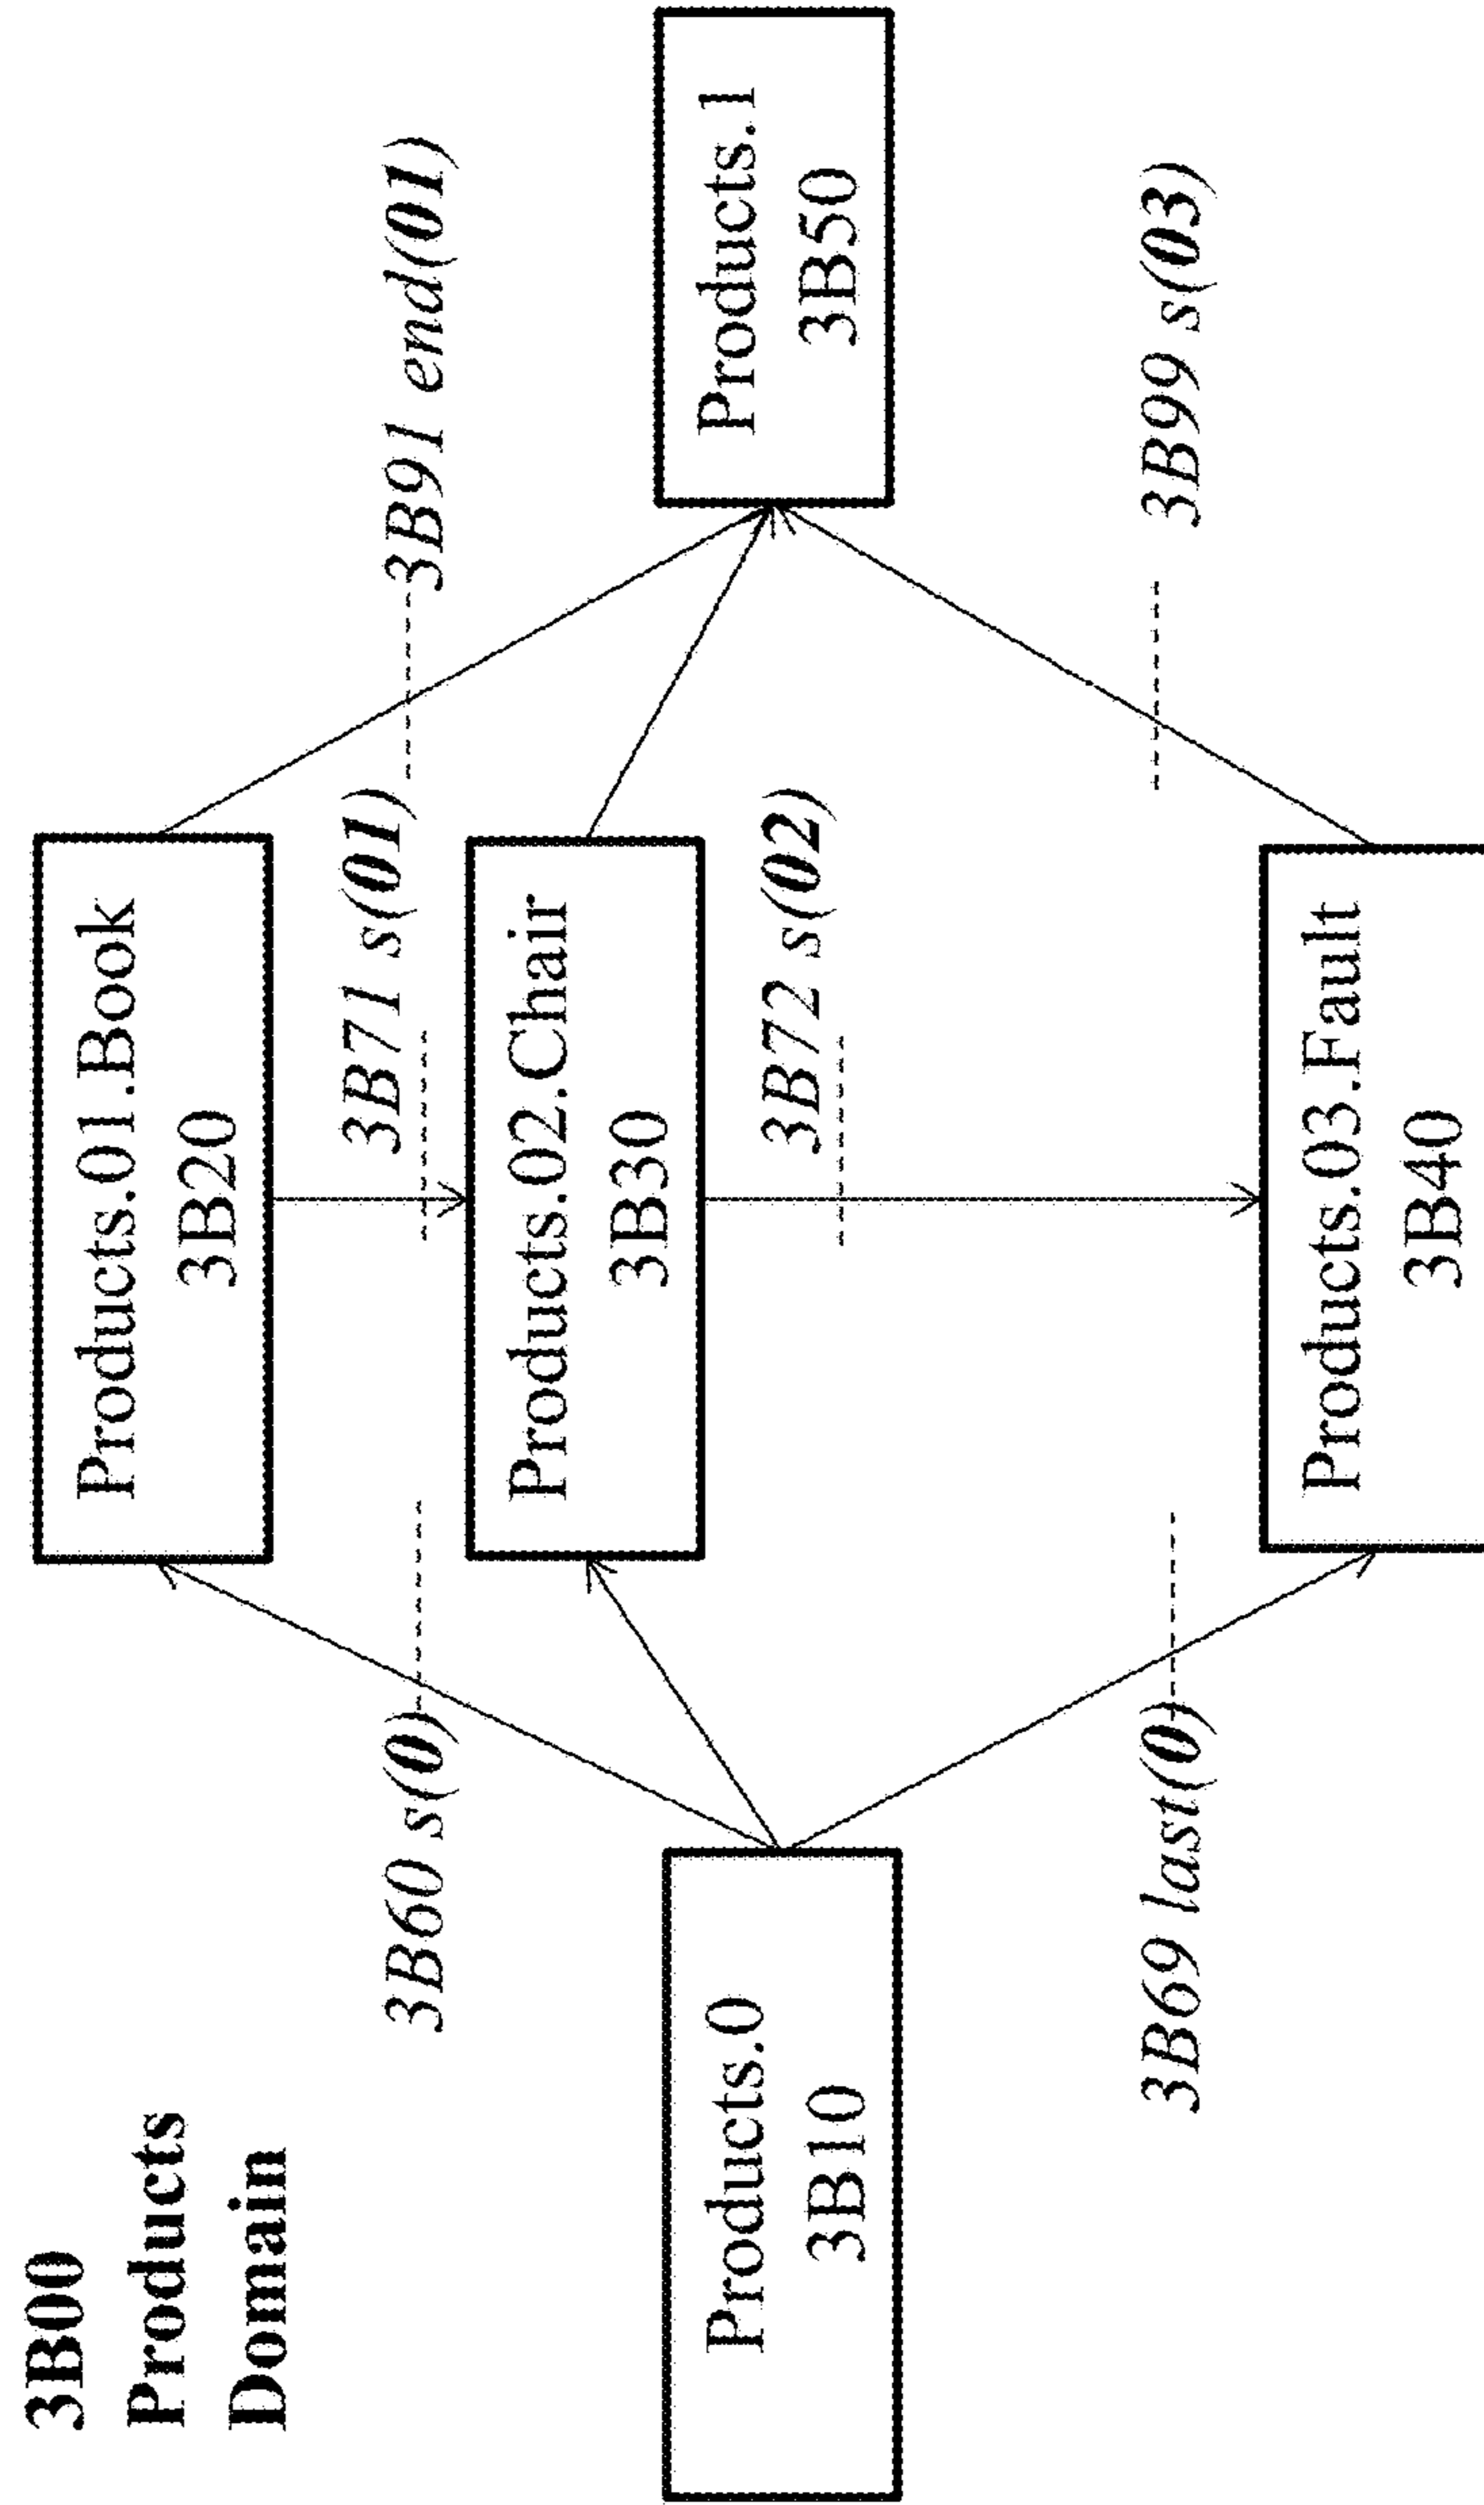 3B00
Products
Domain
Products.01.Book
3B20
3B60 s(0)
3B71 s(01)
3B91 end(01)
Products.02.Chair
3B30
Products.0
3B10
3B72 s(02)
Products.1
3B50
3B69 last(0)
3B99 s(03)
Products.03.Fault
3B40